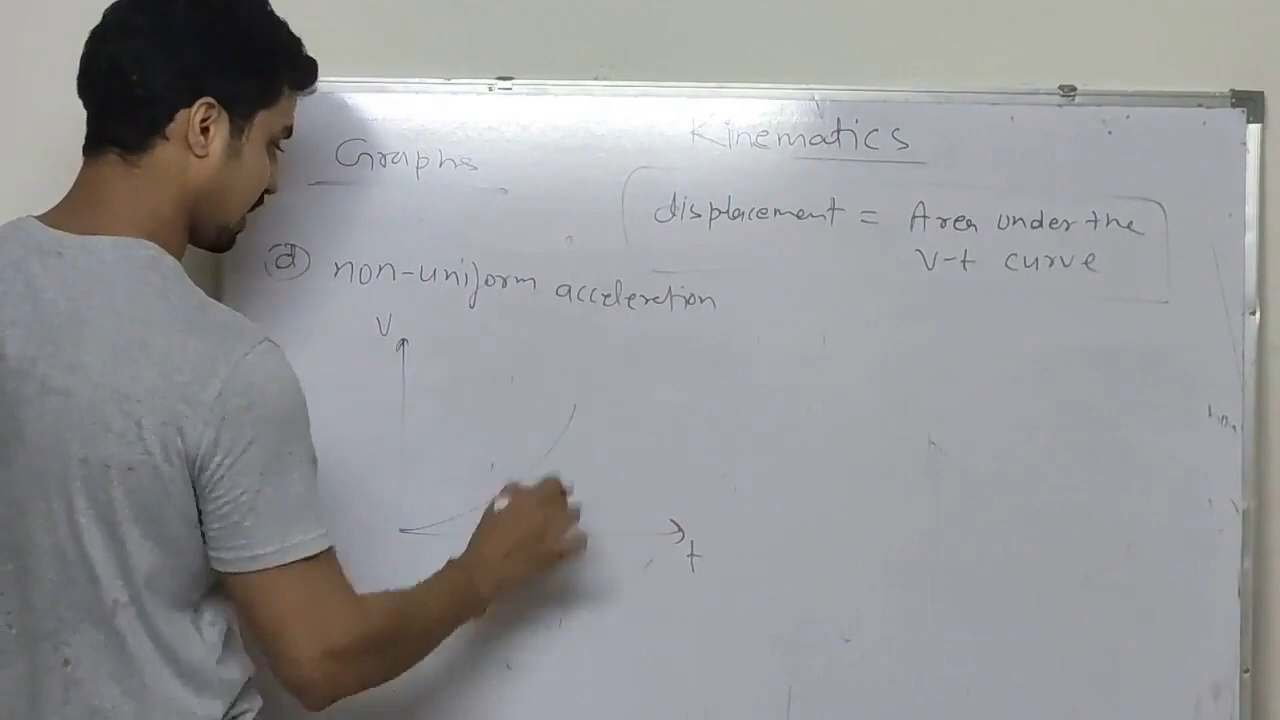 Kinematics
Graphs
displacement = Area under the
v-t curve
(d) non-uniform acceleration
v
t